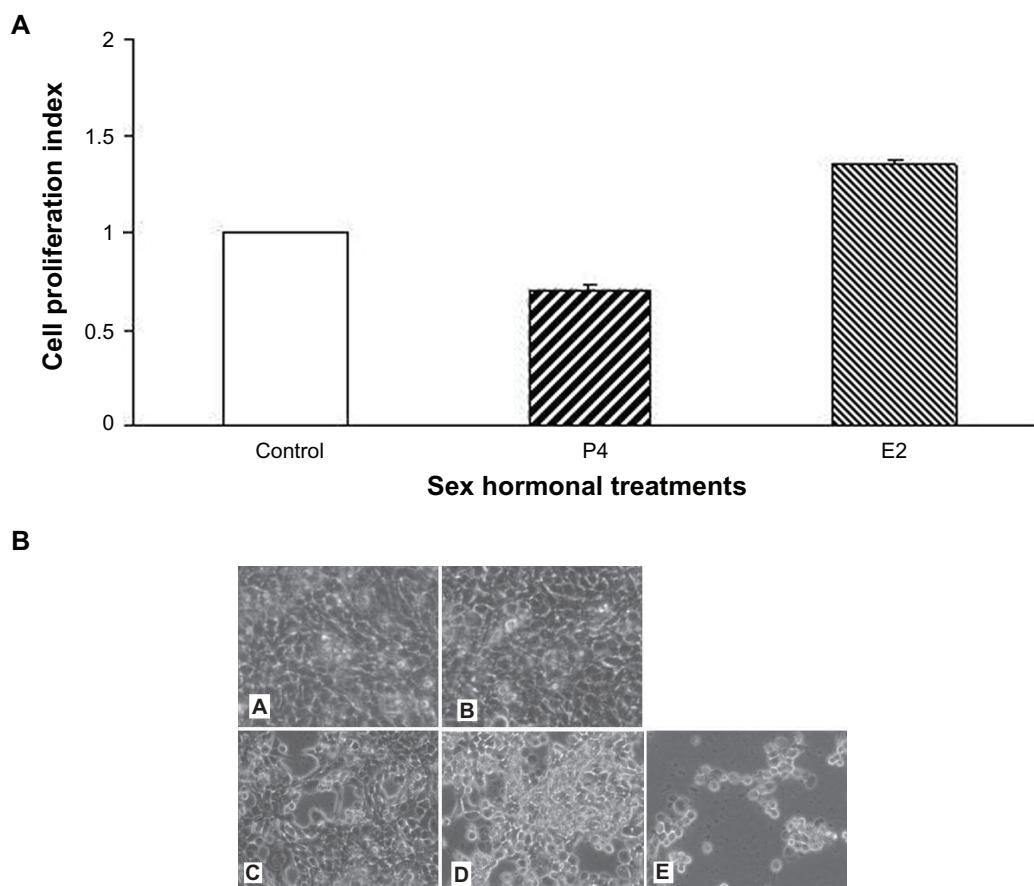 A
2
1.5
1
0.5
0
Cell proliferation index
Control P4 E2
Sex hormonal treatments
B
A B
C D E